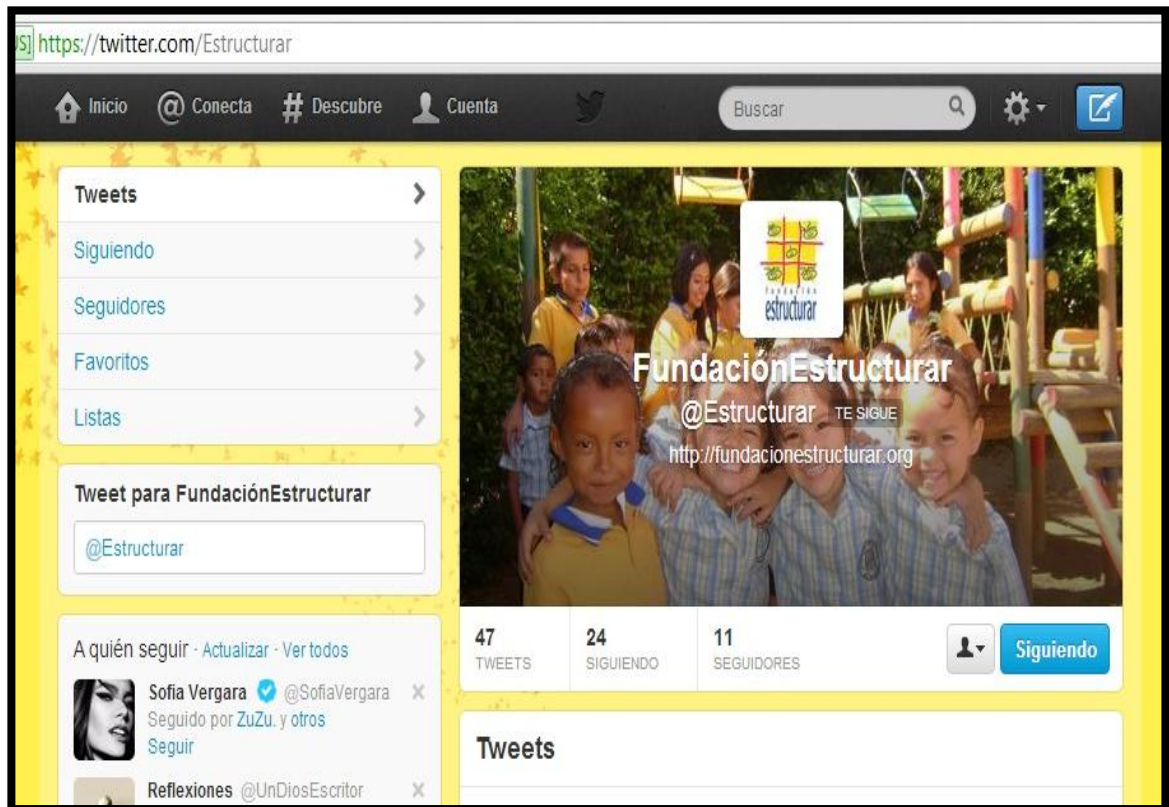 US] https://twitter.com/Estructurar
Inicio @ Conecta # Descubre Cuenta Buscar
Tweets
Siguiendo
Seguidores
Favoritos
Listas
Tweet para FundaciónEstructurar
@Estructurar
A quién seguir · Actualizar · Ver todos
Sofia Vergara @SofiaVergara
Seguido por ZuZu. y otros
Seguir
Reflexiones @UnDiosEscritor
fundación
estructurar
FundaciónEstructurar
@Estructurar TE SIGUE
http://fundacionestructurar.org
47 24 11
TWEETS SIGUIENDO SEGUIDORES
Siguiendo
Tweets